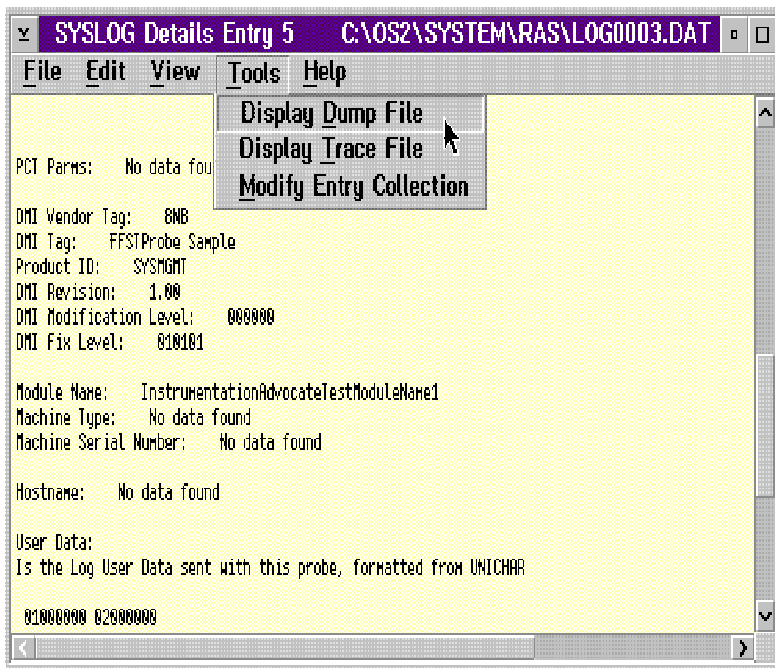 SYSLOG Details Entry 5 C:\OS2\SYSTEM\RAS\LOG0003.DAT
File Edit View Tools Help
Display Dump File
Display Trace File
Modify Entry Collection
PCT Parms: No data fou
DMI Vendor Tag: 8NB
DMI Tag: FFSTProbe Sample
Product ID: SYSMGMT
DMI Revision: 1.00
DMI Modification Level: 000000
DMI Fix Level: 010101
Module Name: InstrumentationAdvocateTestModuleName1
Machine Type: No data found
Machine Serial Number: No data found
Hostname: No data found
User Data:
Is the Log User Data sent with this probe, formatted from UNICHAR
01000000 02000000